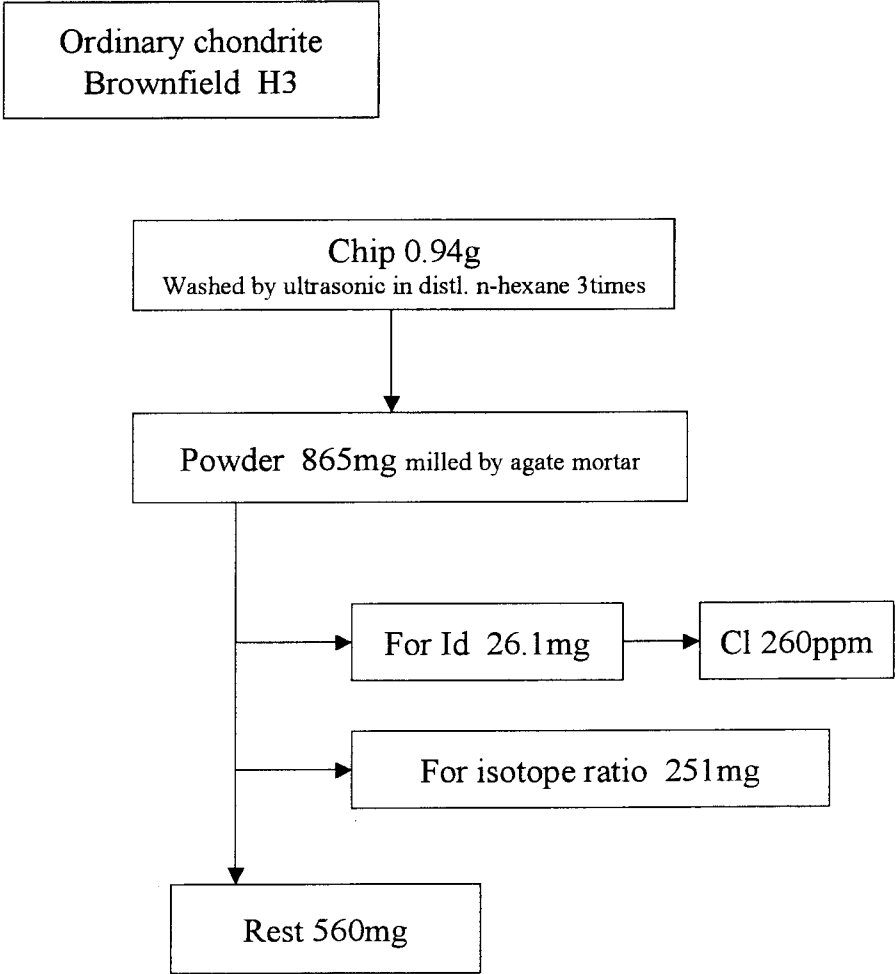 Ordinary chondrite
Brownfield H3
Chip 0.94g
Washed by ultrasonic in distl. n-hexane 3times
Powder 865mg milled by agate mortar
For Id 26.1mg
Cl 260ppm
For isotope ratio 251mg
Rest 560mg